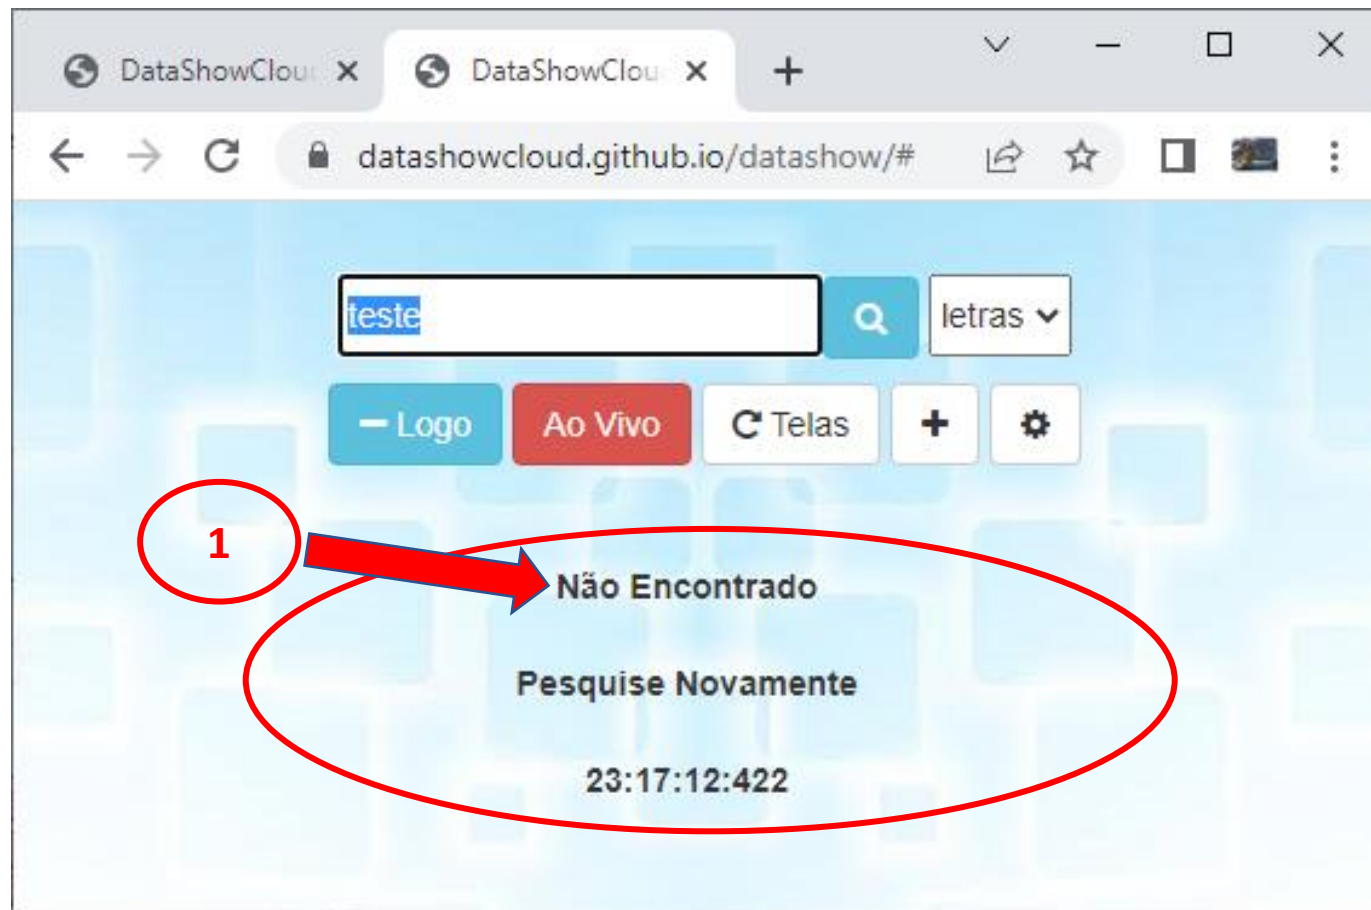 DataShowClou
DataShowClou
datashowcloud.github.io/datashow/#
teste
letras
Logo
Ao Vivo
Telas
1
Não Encontrado
Pesquise Novamente
23:17:12:422